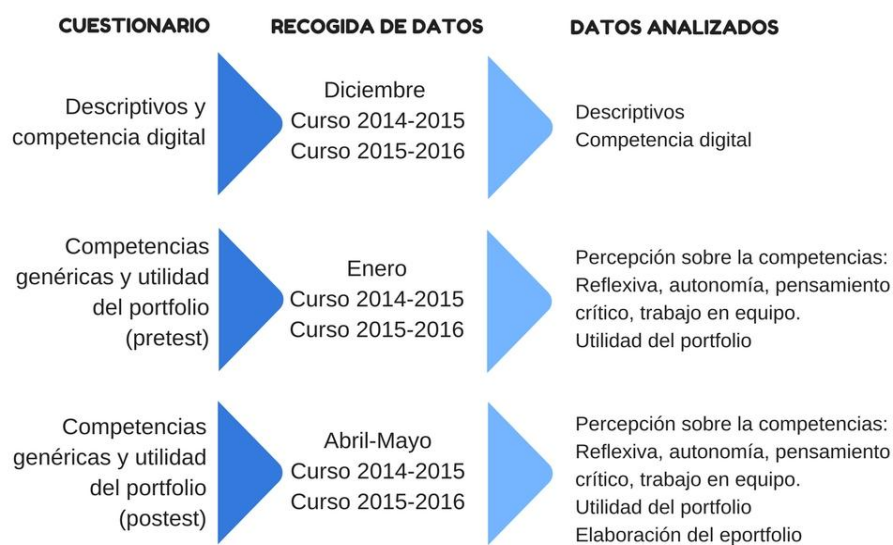 CUESTIONARIO
RECOGIDA DE DATOS
DATOS ANALIZADOS
Descriptivos y
competencia digital
Diciembre
Curso 2014-2015
Curso 2015-2016
Descriptivos
Competencia digital
Competencias
genéricas y utilidad
del portfolio
(pretest)
Enero
Curso 2014-2015
Curso 2015-2016
Percepción sobre la competencias:
Reflexiva, autonomía, pensamiento
crítico, trabajo en equipo.
Utilidad del portfolio
Competencias
genéricas y utilidad
del portfolio
(postest)
Abril-Mayo
Curso 2014-2015
Curso 2015-2016
Percepción sobre la competencias:
Reflexiva, autonomía, pensamiento
crítico, trabajo en equipo.
Utilidad del portfolio
Elaboración del eportfolio